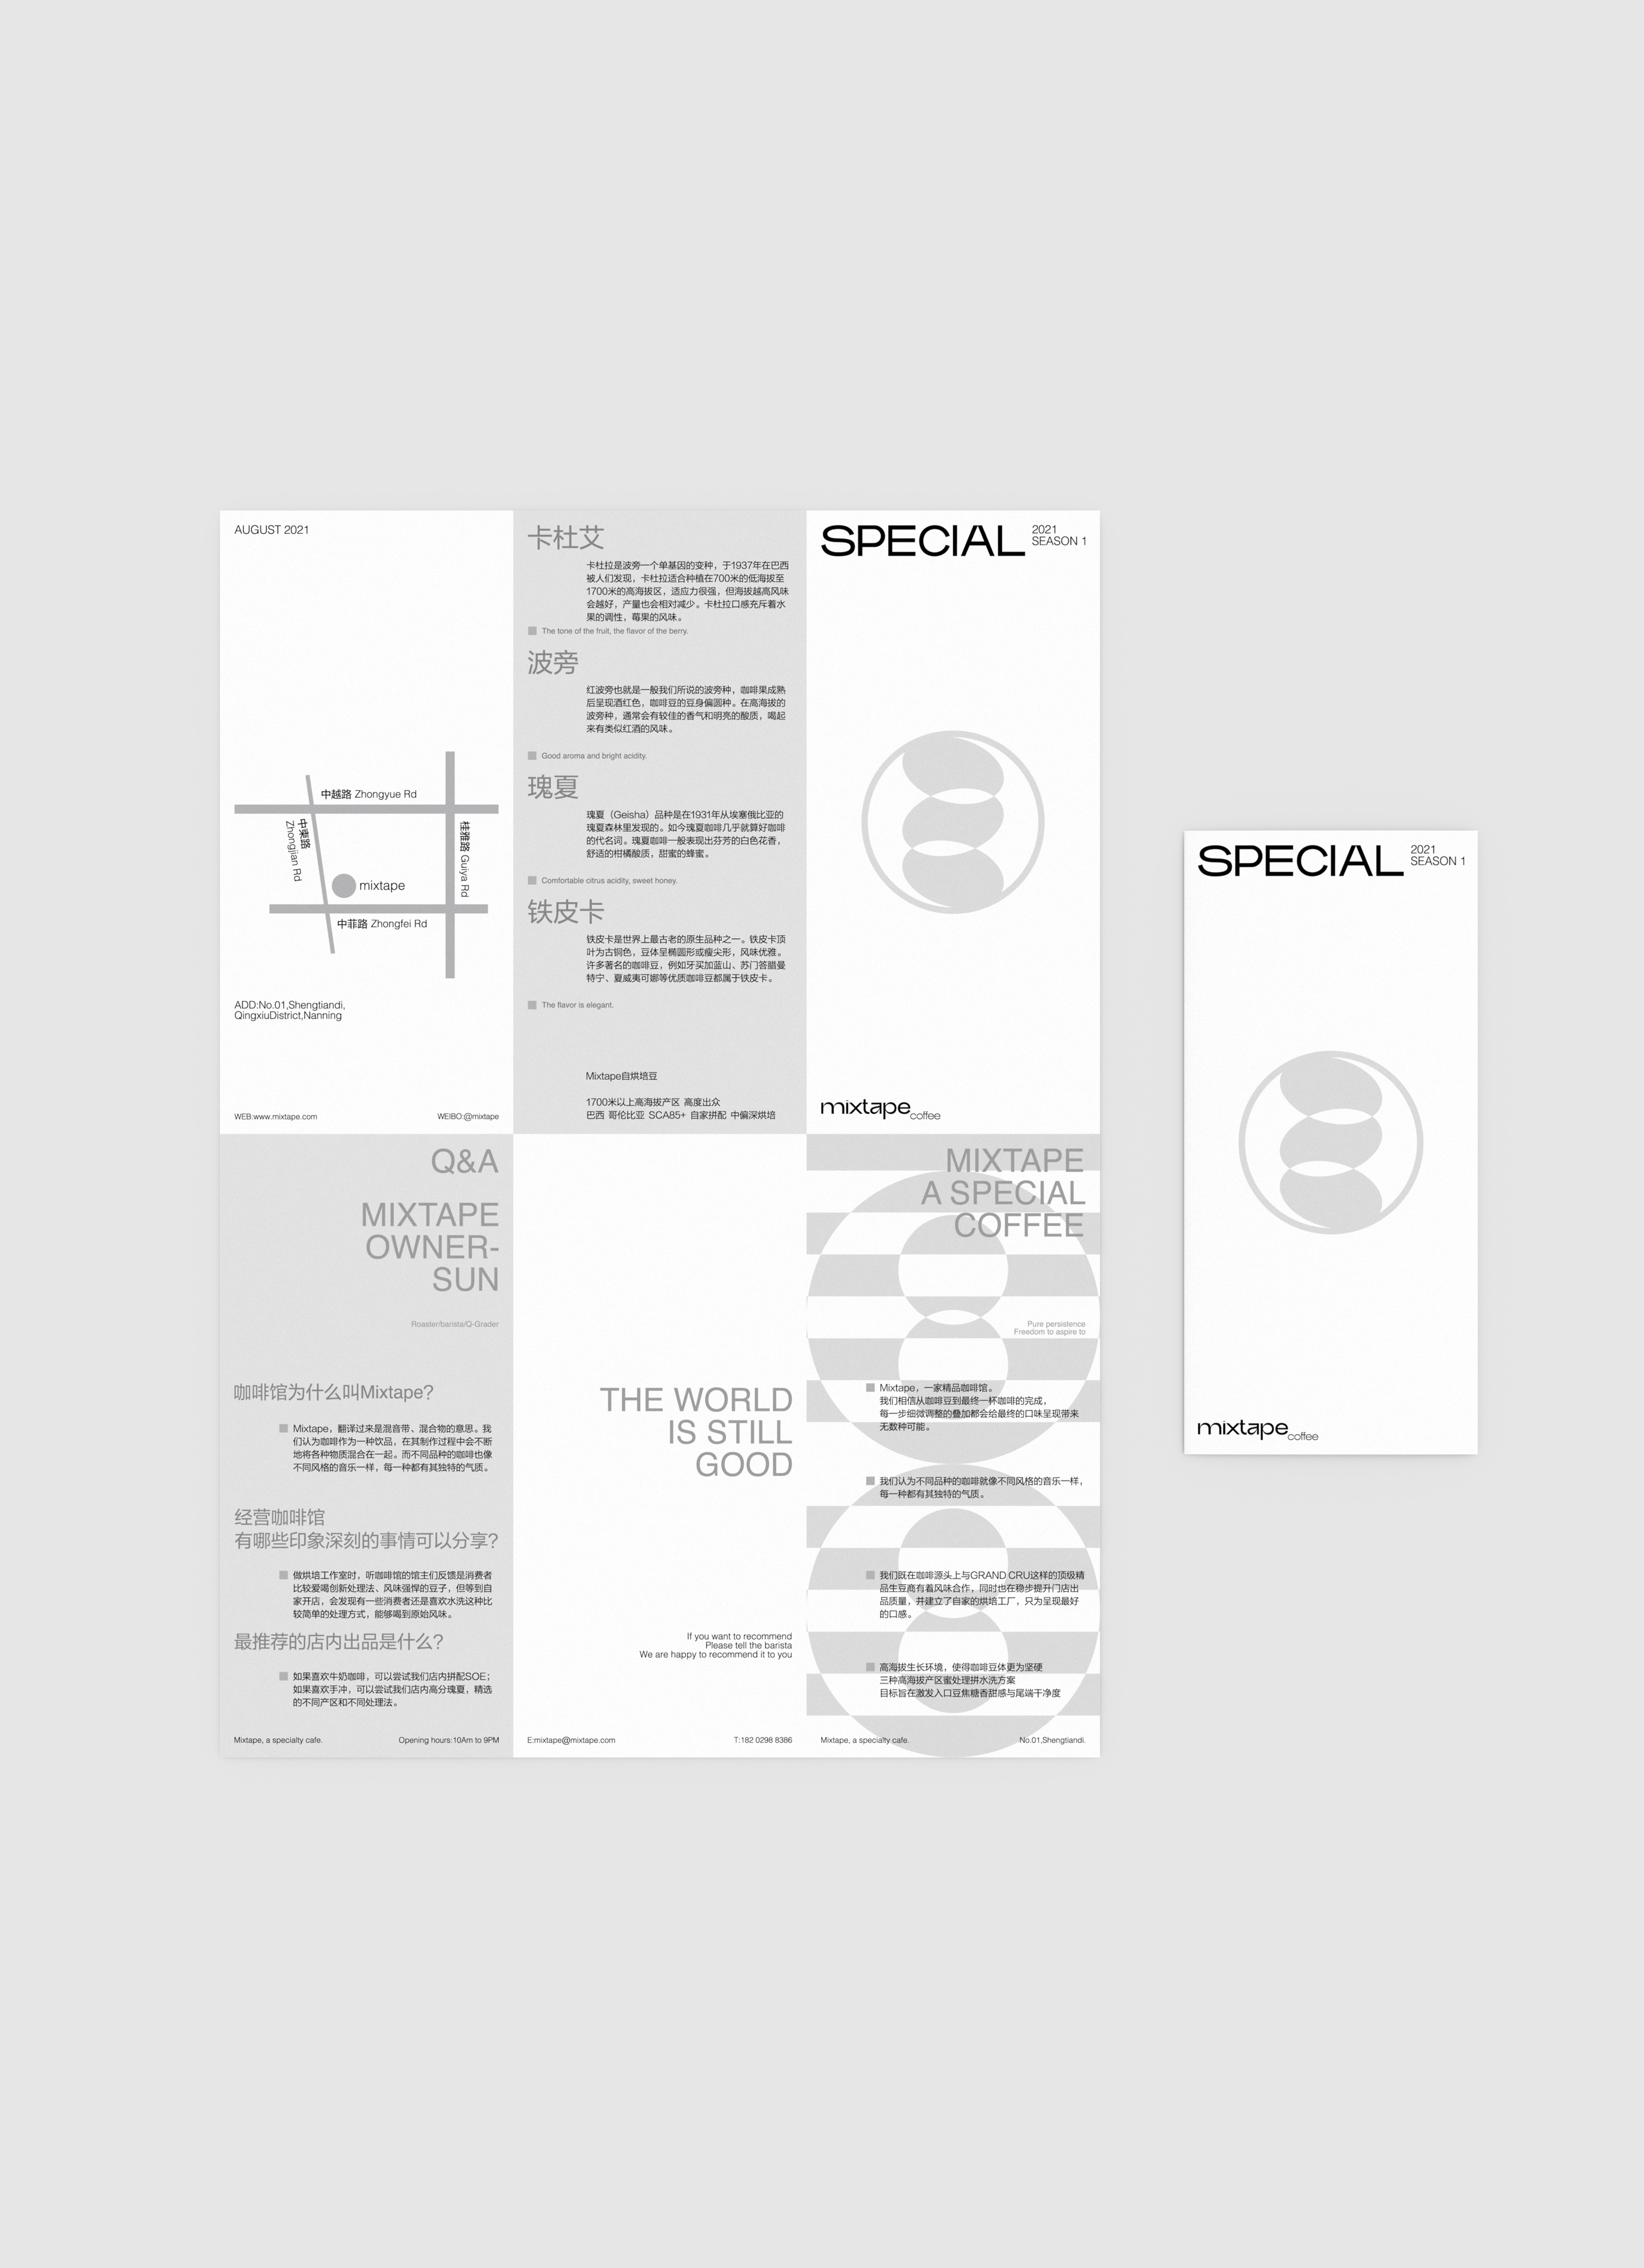 AUGUST 2021
中越路 Zhongyue Rd
中柬路
Zhongjian Rd
桂雅路 Guiya Rd
mixtape
中菲路 Zhongfei Rd
ADD:No.01,Shengtiandi,
QingxiuDistrict,Nanning
WEB:www.mixtape.com
WEIBO:@mixtape
卡杜艾
卡杜拉是波旁一个单基因的变种，于1937年在巴西
被人们发现，卡杜拉适合种植在700米的低海拔至
1700米的高海拔区，适应力很强，但海拔越高风味
会越好，产量也会相对减少。卡杜拉口感充斥着水
果的调性，莓果的风味。
The tone of the fruit, the flavor of the berry.
波旁
红波旁也就是一般我们所说的波旁种，咖啡果成熟
后呈现酒红色，咖啡豆的豆身偏圆种。在高海拔的
波旁种，通常会有较佳的香气和明亮的酸质，喝起
来有类似红酒的风味。
Good aroma and bright acidity.
瑰夏
瑰夏（Geisha）品种是在1931年从埃塞俄比亚的
瑰夏森林里发现的。如今瑰夏咖啡几乎就算好咖啡
的代名词。瑰夏咖啡一般表现出芬芳的白色花香，
舒适的柑橘酸质，甜蜜的蜂蜜。
Comfortable citrus acidity, sweet honey.
铁皮卡
铁皮卡是世界上最古老的原生品种之一。铁皮卡顶
叶为古铜色，豆体呈椭圆形或瘦尖形，风味优雅。
许多著名的咖啡豆，例如牙买加蓝山、苏门答腊曼
特宁、夏威夷可娜等优质咖啡豆都属于铁皮卡。
The flavor is elegant.
Mixtape自烘培豆
1700米以上高海拔产区 高度出众
巴西 哥伦比亚 SCA85+ 自家拼配 中偏深烘培
SPECIAL
2021
SEASON 1
mixtape coffee
Q&A
MIXTAPE
OWNER-
SUN
Roaster/barista/Q-Grader
咖啡馆为什么叫Mixtape?
Mixtape，翻译过来是混音带、混合物的意思。我
们认为咖啡作为一种饮品，在其制作过程中会不断
地将各种物质混合在一起。而不同品种的咖啡也像
不同风格的音乐一样，每一种都有其独特的气质。
经营咖啡馆
有哪些印象深刻的事情可以分享?
做烘培工作室时，听咖啡馆的馆主们反馈是消费者
比较爱喝创新处理法、风味强悍的豆子，但等到自
家开店，会发现有一些消费者还是喜欢水洗这种比
较简单的处理方式，能够喝到原始风味。
最推荐的店内出品是什么?
如果喜欢牛奶咖啡，可以尝试我们店内拼配SOE；
如果喜欢手冲，可以尝试我们店内高分瑰夏，精选
的不同产区和不同处理法。
Mixtape, a specialty cafe.
Opening hours:10Am to 9PM
THE WORLD
IS STILL
GOOD
If you want to recommend
Please tell the barista
We are happy to recommend it to you
E:mixtape@mixtape.com
T:182 0298 8386
MIXTAPE
A SPECIAL
COFFEE
Pure persistence
Freedom to aspire to
Mixtape，一家精品咖啡馆。
我们相信从咖啡豆到最终一杯咖啡的完成，
每一步细微调整的叠加都会给最终的口味呈现带来
无数种可能。
我们认为不同品种的咖啡就像不同风格的音乐一样，
每一种都有其独特的气质。
我们既在咖啡源头上与GRAND CRU这样的顶级精
品生豆商有着风味合作，同时也在稳步提升门店出
品质量，并建立了自家的烘培工厂，只为呈现最好
的口感。
高海拔生长环境，使得咖啡豆体更为坚硬
三种高海拔产区蜜处理拼水洗方案
目标旨在激发入口豆焦糖香甜感与尾端干净度
Mixtape, a specialty cafe.
No.01,Shengtiandi.
SPECIAL
2021
SEASON 1
mixtape coffee